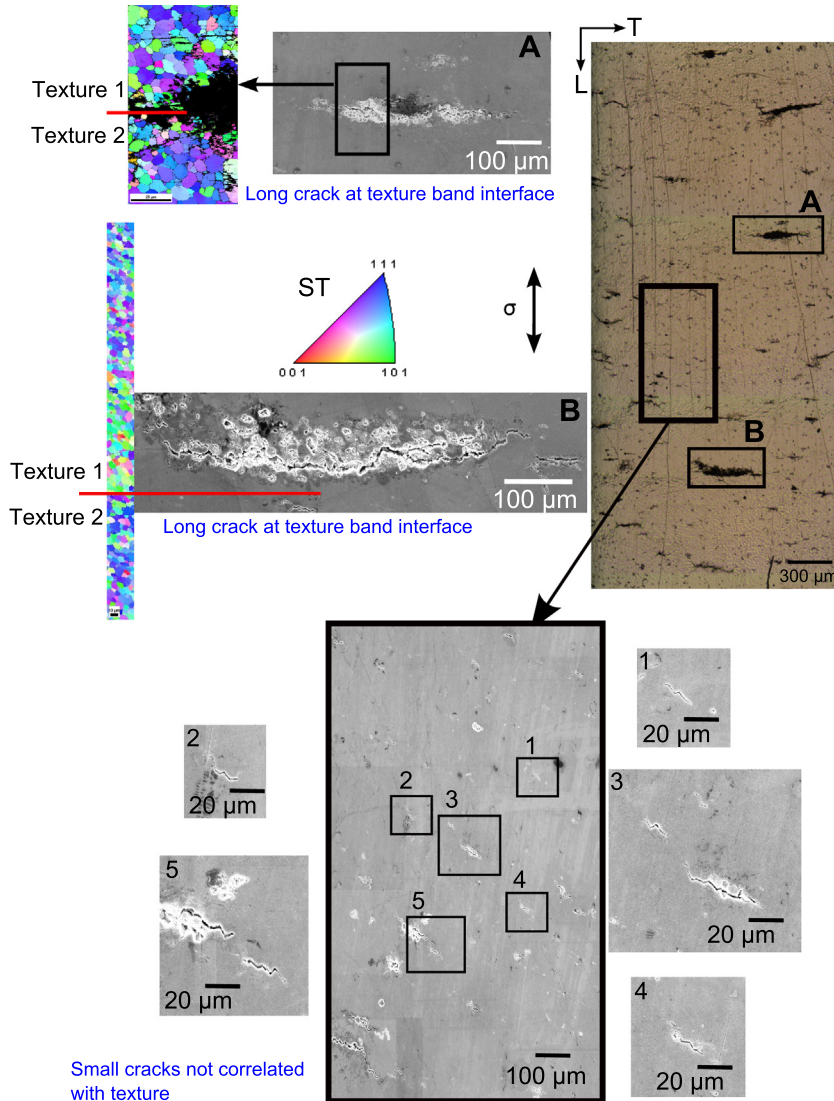 A
T
L
Texture 1
Texture 2
100 µm
Long crack at texture band interface
A
111
ST
σ
001
101
B
B
Texture 1
Texture 2
100 µm
Long crack at texture band interface
300 µm
1
20 µm
2
20 µm
1
2
3
4
5
100 µm
3
20 µm
5
20 µm
4
20 µm
Small cracks not correlated
with texture